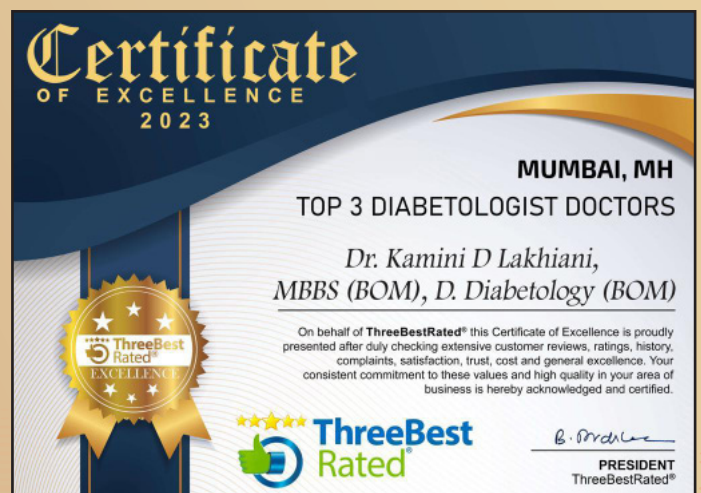 Certificate
OF EXCELLENCE
2023
MUMBAI, MH
TOP 3 DIABETOLOGIST DOCTORS
Dr. Kamini D Lakhiani,
MBBS (BOM), D. Diabetology (BOM)
On behalf of ThreeBestRated® this Certificate of Excellence is proudly
presented after duly checking extensive customer reviews, ratings, history,
complaints, satisfaction, trust, cost and general excellence. Your
consistent commitment to these values and high quality in your area of
business is hereby acknowledged and certified.
ThreeBest
Rated®
EXCELLENCE
ThreeBest
Rated®
PRESIDENT
ThreeBestRated®